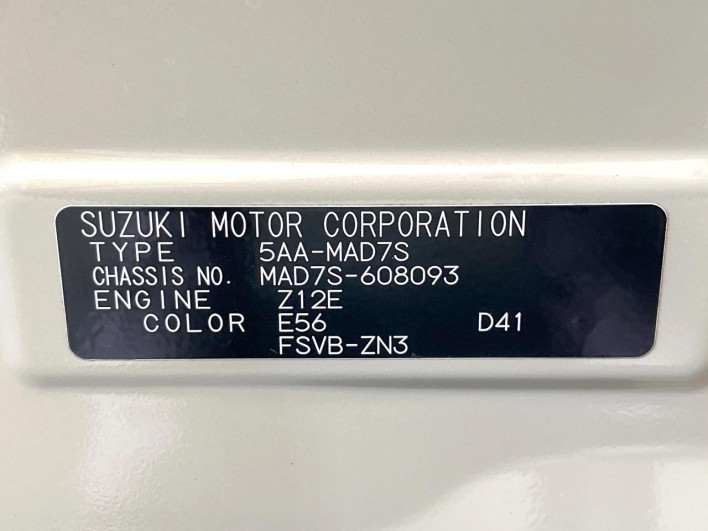 SUZUKI MOTOR CORPORATION
TYPE 5AA-MAD7S
CHASSIS NO. MAD7S-608093
ENGINE Z12E
COLOR E56 D41
FSVB-ZN3